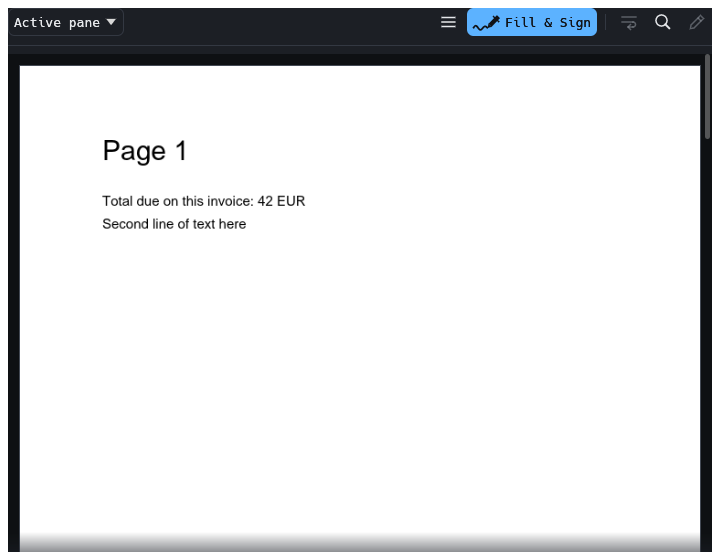 Active pane
Fill & Sign
Page 1
Total due on this invoice: 42 EUR
Second line of text here